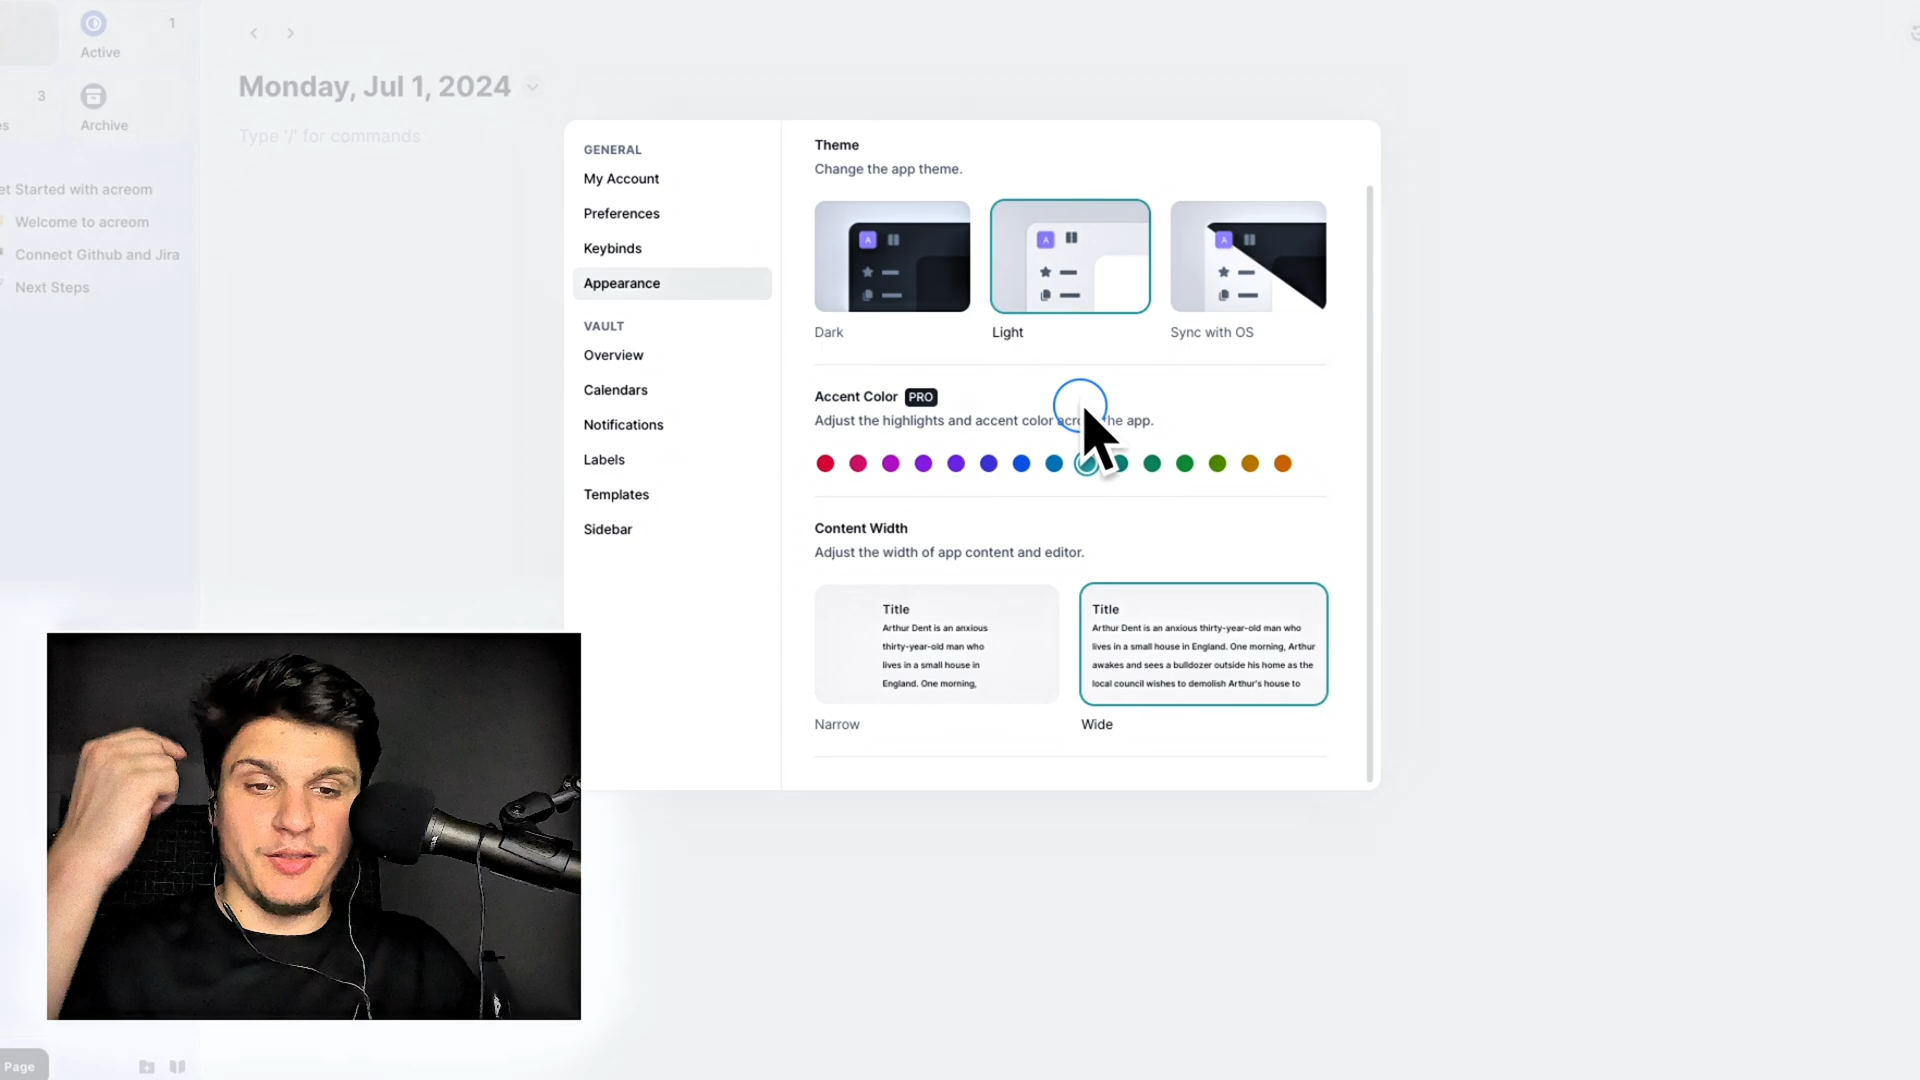 Active
1
3
es
Archive
et Started with acreom
Welcome to acreom
Connect Github and Jira
Next Steps
Page
Monday, Jul 1, 2024
Type '/' for commands
GENERAL
My Account
Preferences
Keybinds
Appearance
VAULT
Overview
Calendars
Notifications
Labels
Templates
Sidebar
Theme
Change the app theme.
A
A
A
Dark
Light
Sync with OS
Accent Color PRO
Adjust the highlights and accent color across the app.
Content Width
Adjust the width of app content and editor.
Title
Arthur Dent is an anxious
thirty-year-old man who
lives in a small house in
England. One morning,
Narrow
Title
Arthur Dent is an anxious thirty-year-old man who
lives in a small house in England. One morning, Arthur
awakes and sees a bulldozer outside his home as the
local council wishes to demolish Arthur's house to
Wide